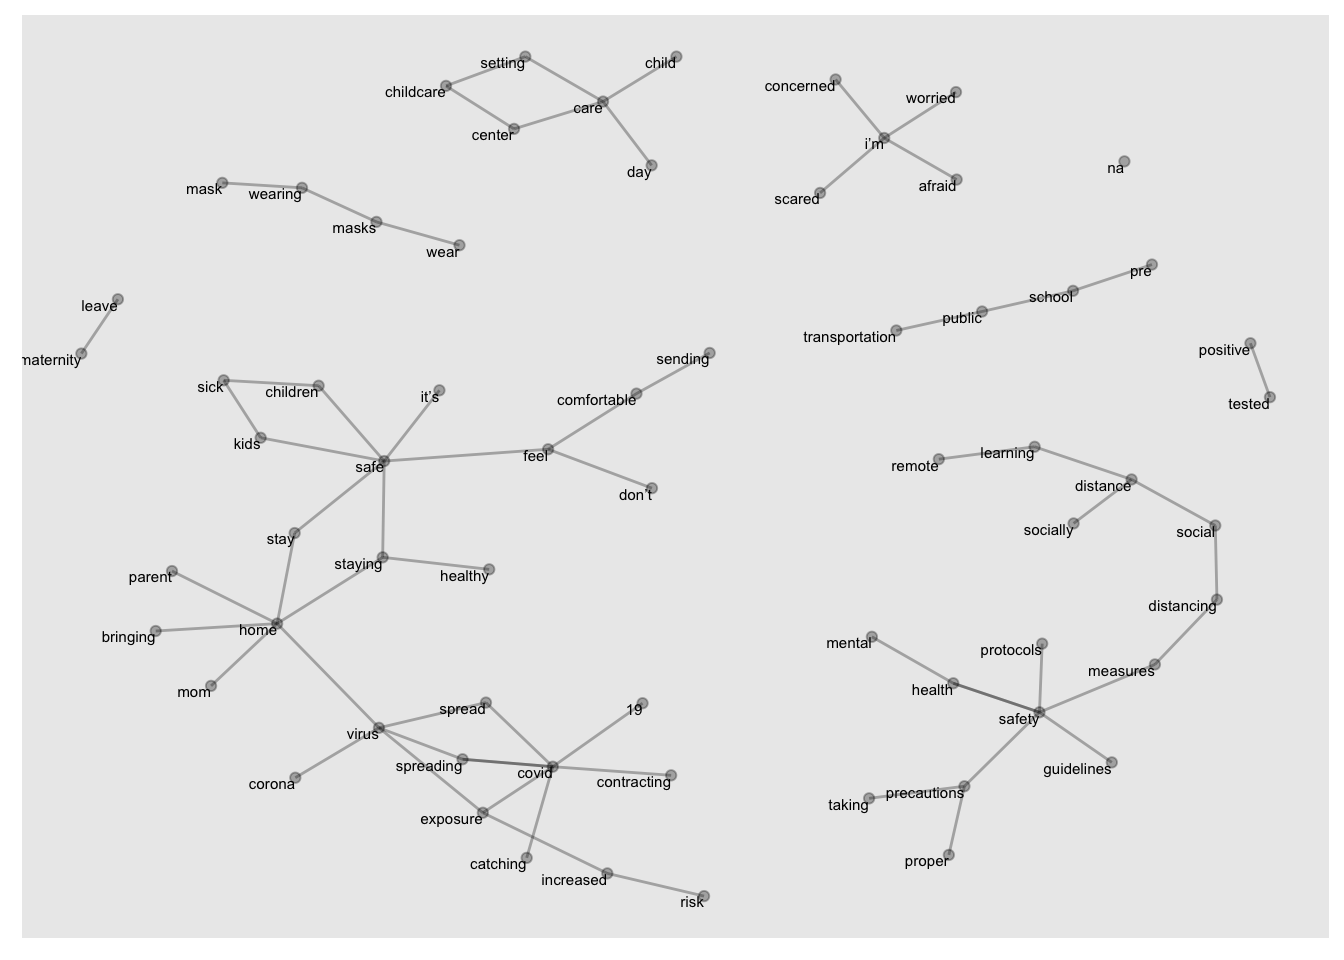 setting
child
childcare
care
center
day
concerned
worried
i’m
scared
afraid
na
mask
wearing
masks
wear
leave
maternity
pre
school
public
transportation
positive
tested
sending
comfortable
sick
children
it’s
kids
safe
feel
don’t
remote
learning
distance
socially
social
distancing
measures
stay
staying
healthy
parent
bringing
home
mom
mental
protocols
health
safety
guidelines
precautions
taking
proper
spread
19
virus
spreading
covid
contracting
corona
exposure
catching
increased
risk